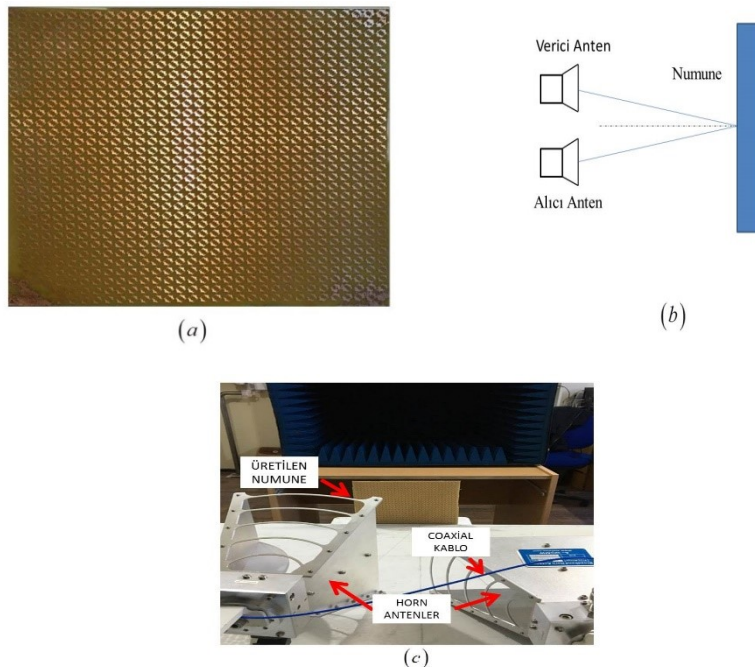 Verici Anten
Numune
Alıcı Anten
(a)
(b)
ÜRETİLEN
NUMUNE
COAXİAL
KABLO
HORN
ANTENLER
(c)